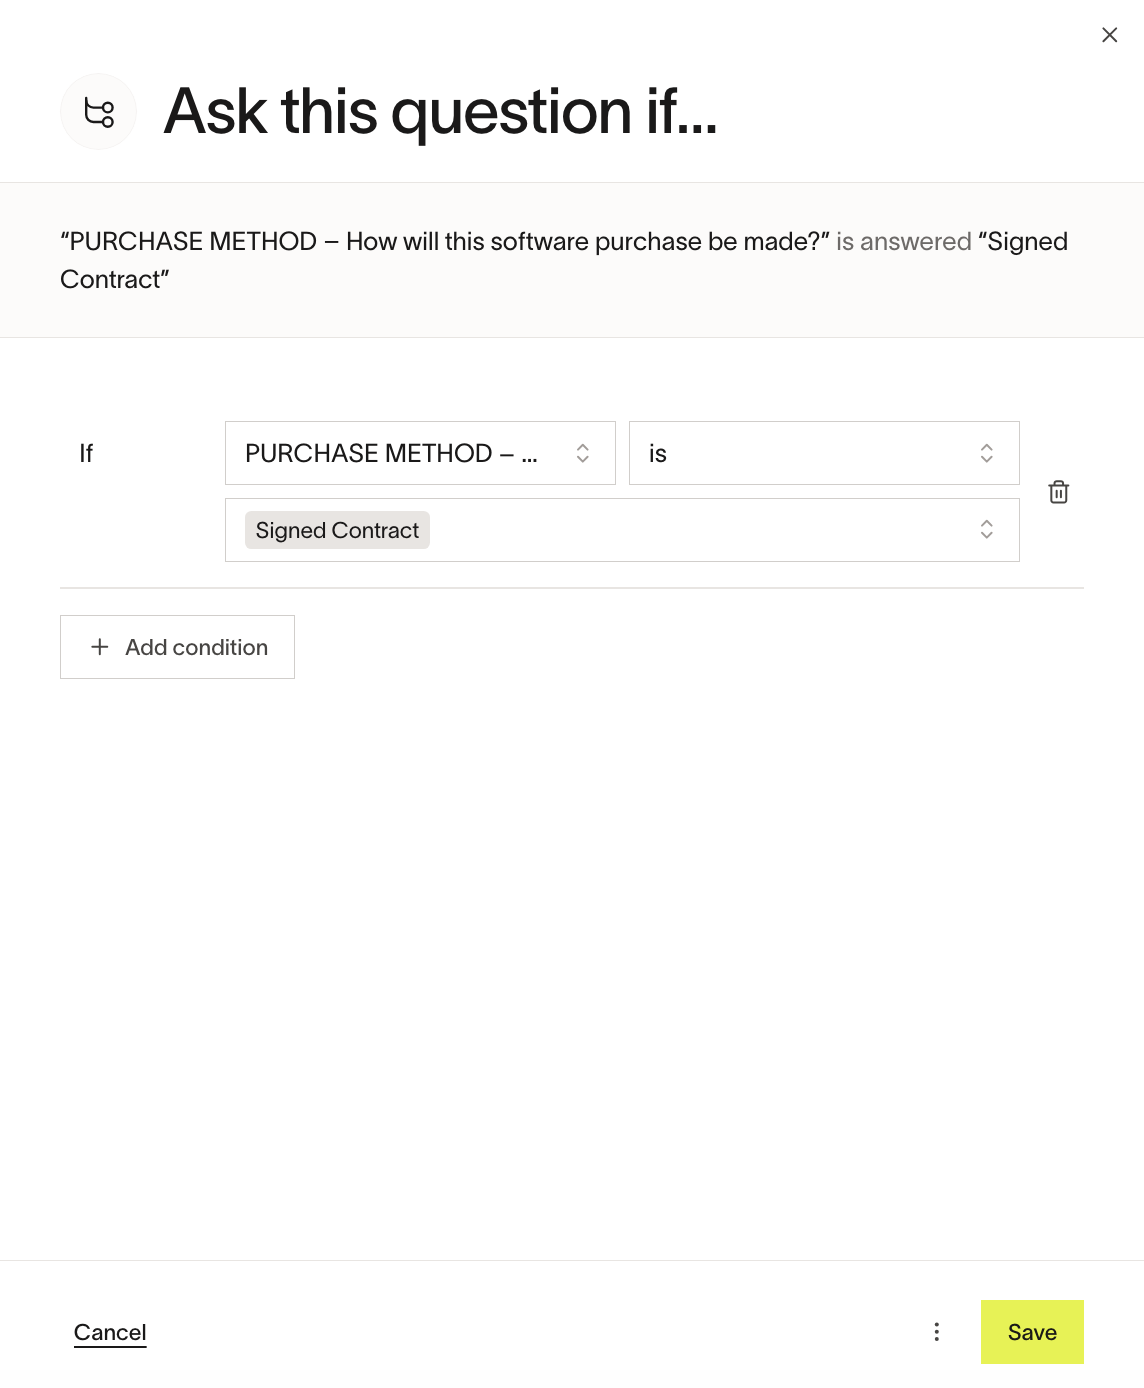 Ask this question if...
“PURCHASE METHOD – How will this software purchase be made?” is answered “Signed
Contract”
If
PURCHASE METHOD – ...
is
Signed Contract
Add condition
Cancel
Save